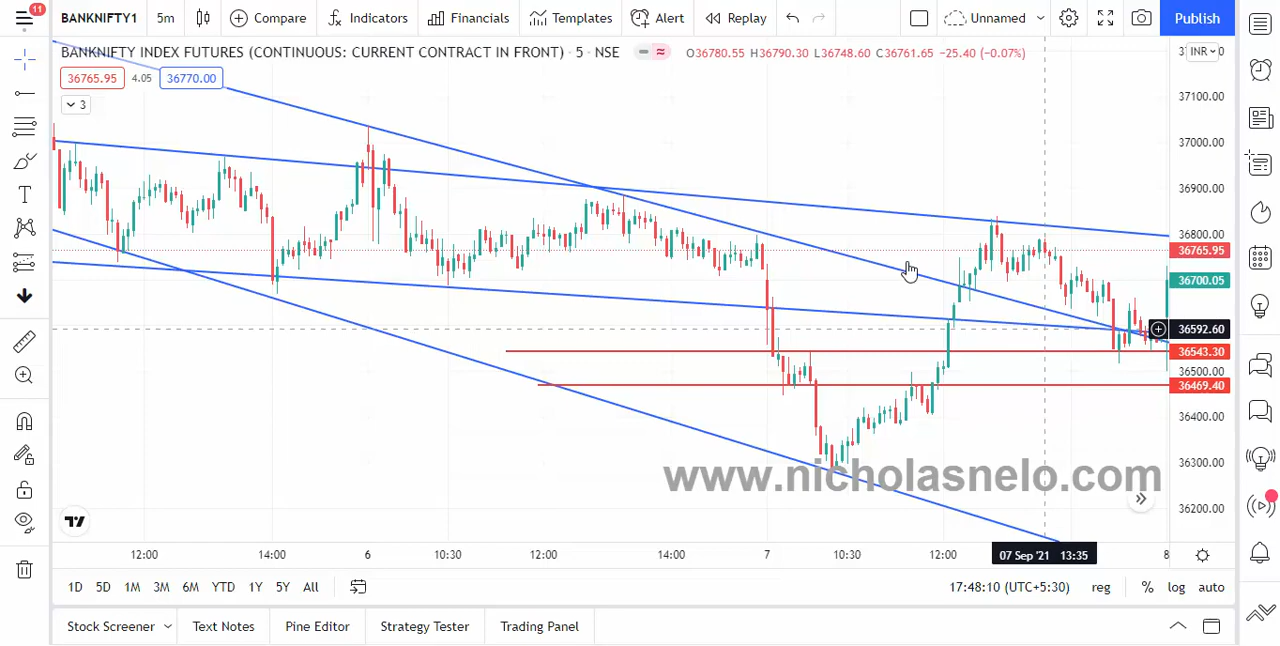 11
BANKNIFTY1 5m Compare Indicators Financials Templates Alert Replay Unnamed Publish
BANKNIFTY INDEX FUTURES (CONTINUOUS: CURRENT CONTRACT IN FRONT) · 5 · NSE O36780.55 H36790.30 L36748.60 C36761.65 −25.40 (−0.07%)
INR
36765.95 4.05 36770.00
3
37100.00
37000.00
36900.00
36800.00
36765.95
36700.05
36592.60
36543.30
36500.00
36469.40
36400.00
36300.00
36200.00
www.nicholasnelo.com
12:00 14:00 6 10:30 12:00 14:00 7 10:30 12:00 07 Sep '21 13:35 8
1D 5D 1M 3M 6M YTD 1Y 5Y All 17:48:10 (UTC+5:30) reg % log auto
Stock Screener Text Notes Pine Editor Strategy Tester Trading Panel